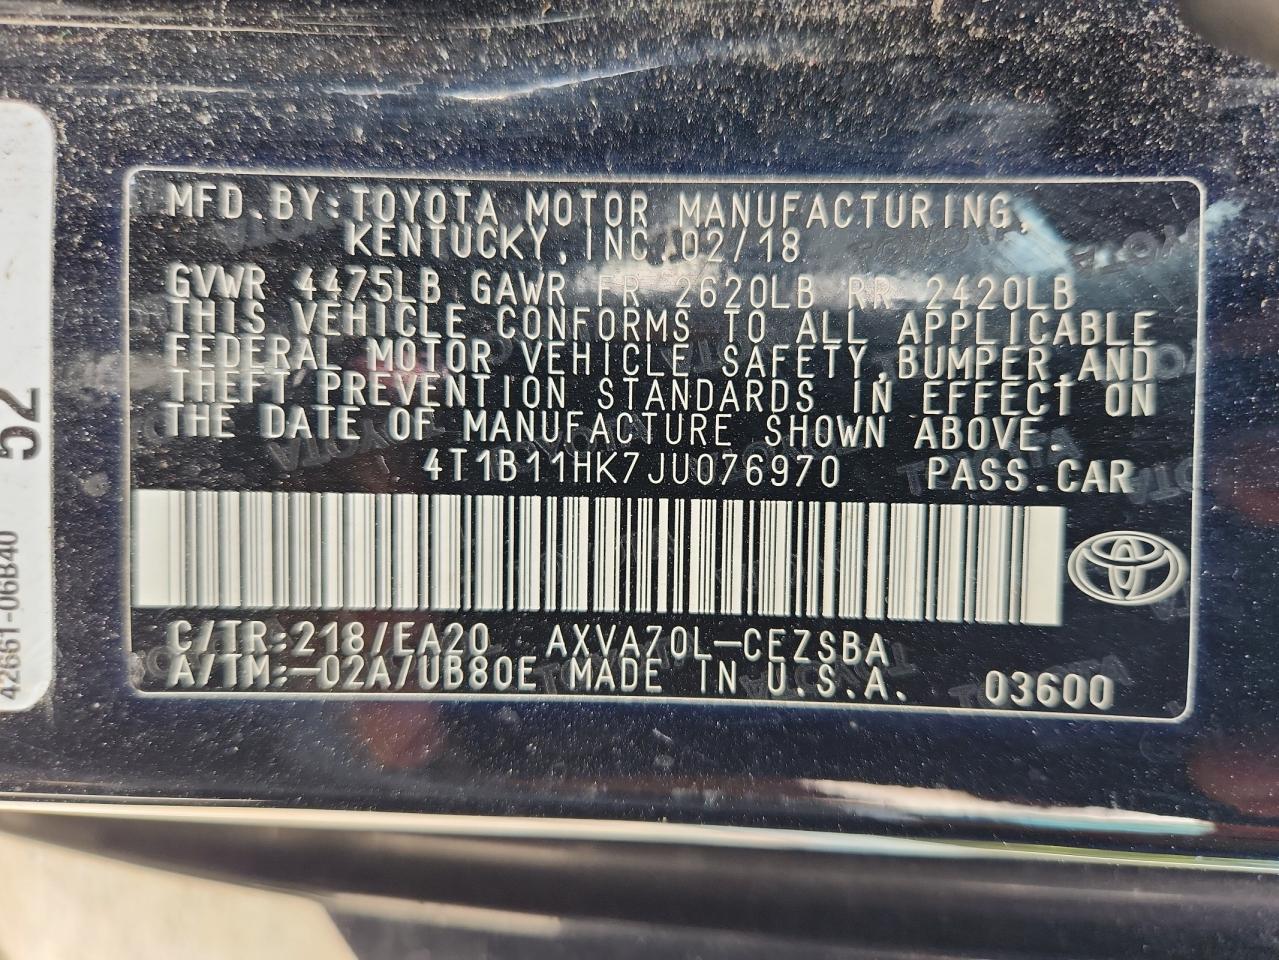 MFD.BY:TOYOTA MOTOR MANUFACTURING,
KENTUCKY,INC.02/18
GVWR 4475LB GAWR FR 2620LB RR 2420LB
THIS VEHICLE CONFORMS TO ALL APPLICABLE
FEDERAL MOTOR VEHICLE SAFETY,BUMPER,AND
THEFT PREVENTION STANDARDS IN EFFECT ON
THE DATE OF MANUFACTURE SHOWN ABOVE.
4T1B11HK7JU076970 PASS.CAR
C/TR:218/EA20 AXVA70L-CEZSBA
A/TM:-02A/UB80E MADE IN U.S.A. 03600
52
42661-06B40